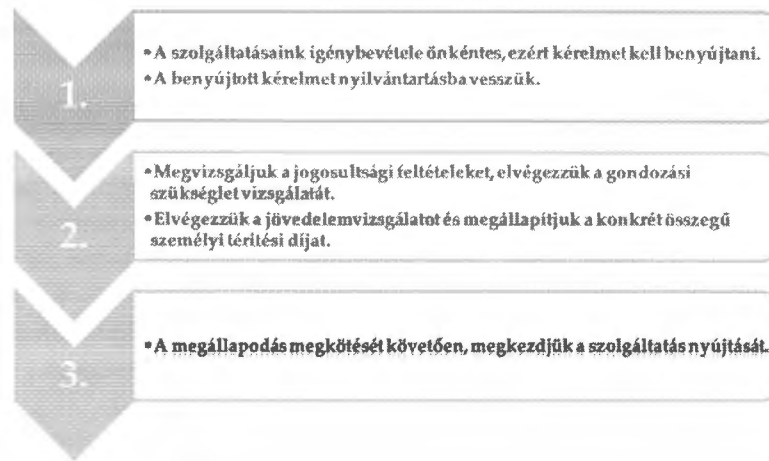 1.
• A szolgáltatásaink igénybevétele önkéntes, ezért kérelmet kell benyújtani.
• A benyújtott kérelmet nyilvántartásba vesszük.
2.
• Megvizsgáljuk a jogosultsági feltételeket, elvégezzük a gondozási
szükséglet vizsgálatát.
• Elvégezzük a jövedelemvizsgálatot és megállapítjuk a konkrét összegű
személyi térítési díjat.
3.
• A megállapodás megkötését követően, megkezdjük a szolgáltatás nyújtását.